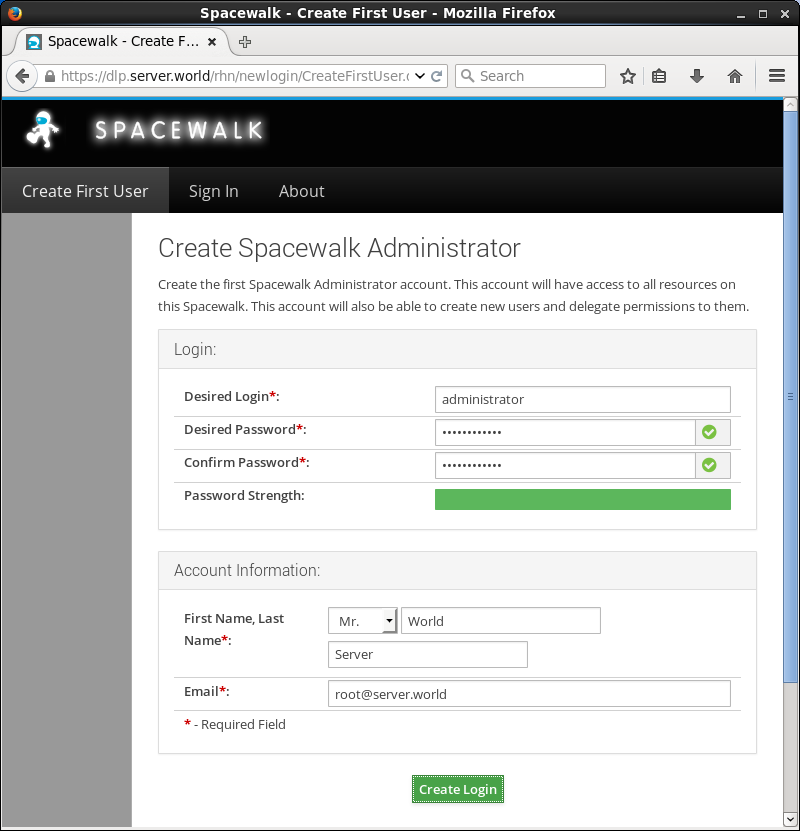 Spacewalk - Create First User - Mozilla Firefox
Spacewalk - Create F...
https://dlp.server.world/rhn/newlogin/CreateFirstUser.
Search
SPACEWALK
Create First User Sign In About
Create Spacewalk Administrator
Create the first Spacewalk Administrator account. This account will have access to all resources on
this Spacewalk. This account will also be able to create new users and delegate permissions to them.
Login:
Desired Login*: administrator
Desired Password*: ••••••••••••
Confirm Password*: ••••••••••••
Password Strength:
Account Information:
First Name, Last
Name*:
Mr. World
Server
Email*: root@server.world
* - Required Field
Create Login